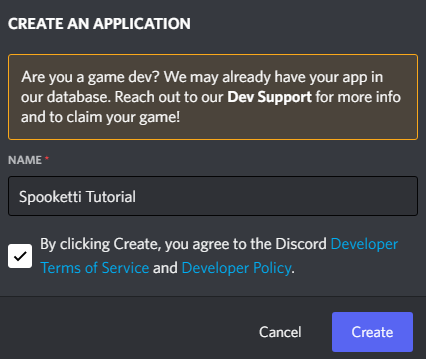 CREATE AN APPLICATION
Are you a game dev? We may already have your app in
our database. Reach out to our Dev Support for more info
and to claim your game!
NAME *
Spooketti Tutorial
By clicking Create, you agree to the Discord Developer
Terms of Service and Developer Policy.
Cancel Create